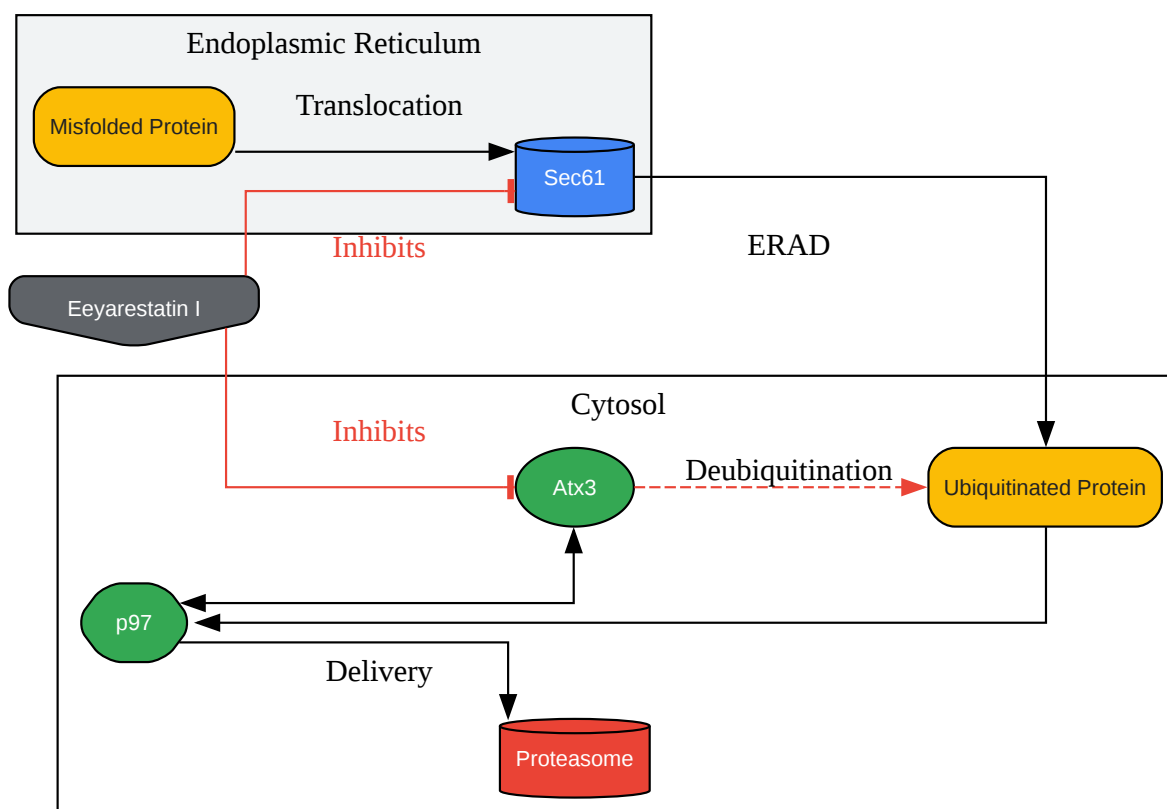 Endoplasmic Reticulum
Translocation
Misfolded Protein
Sec61
Inhibits
ERAD
Eeyarestatin I
Cytosol
Inhibits
Deubiquitination
Atx3
Ubiquitinated Protein
p97
Delivery
Proteasome